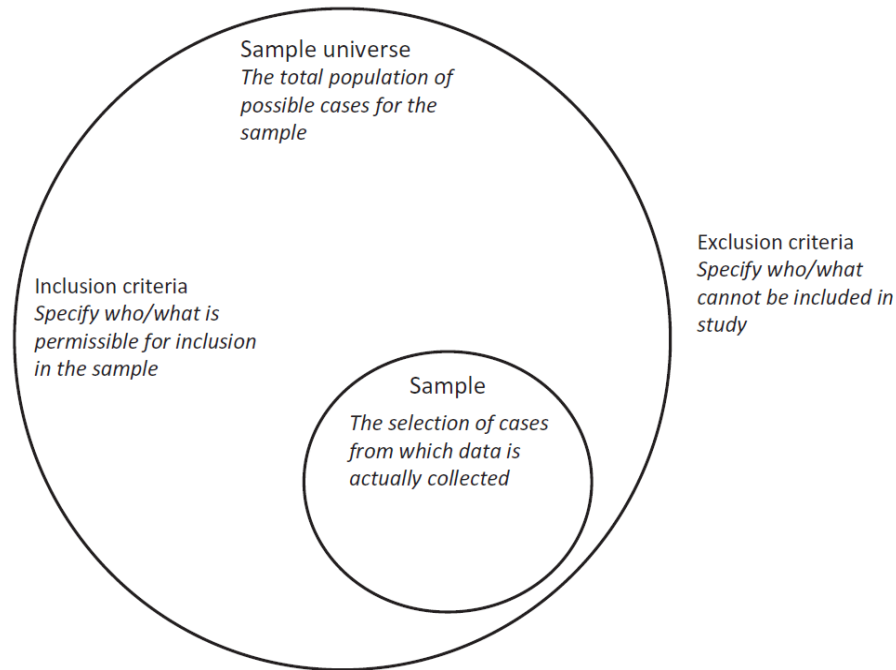 Sample universe
The total population of
possible cases for the
sample
Inclusion criteria
Specify who/what is
permissible for inclusion
in the sample
Exclusion criteria
Specify who/what
cannot be included in
study
Sample
The selection of cases
from which data is
actually collected